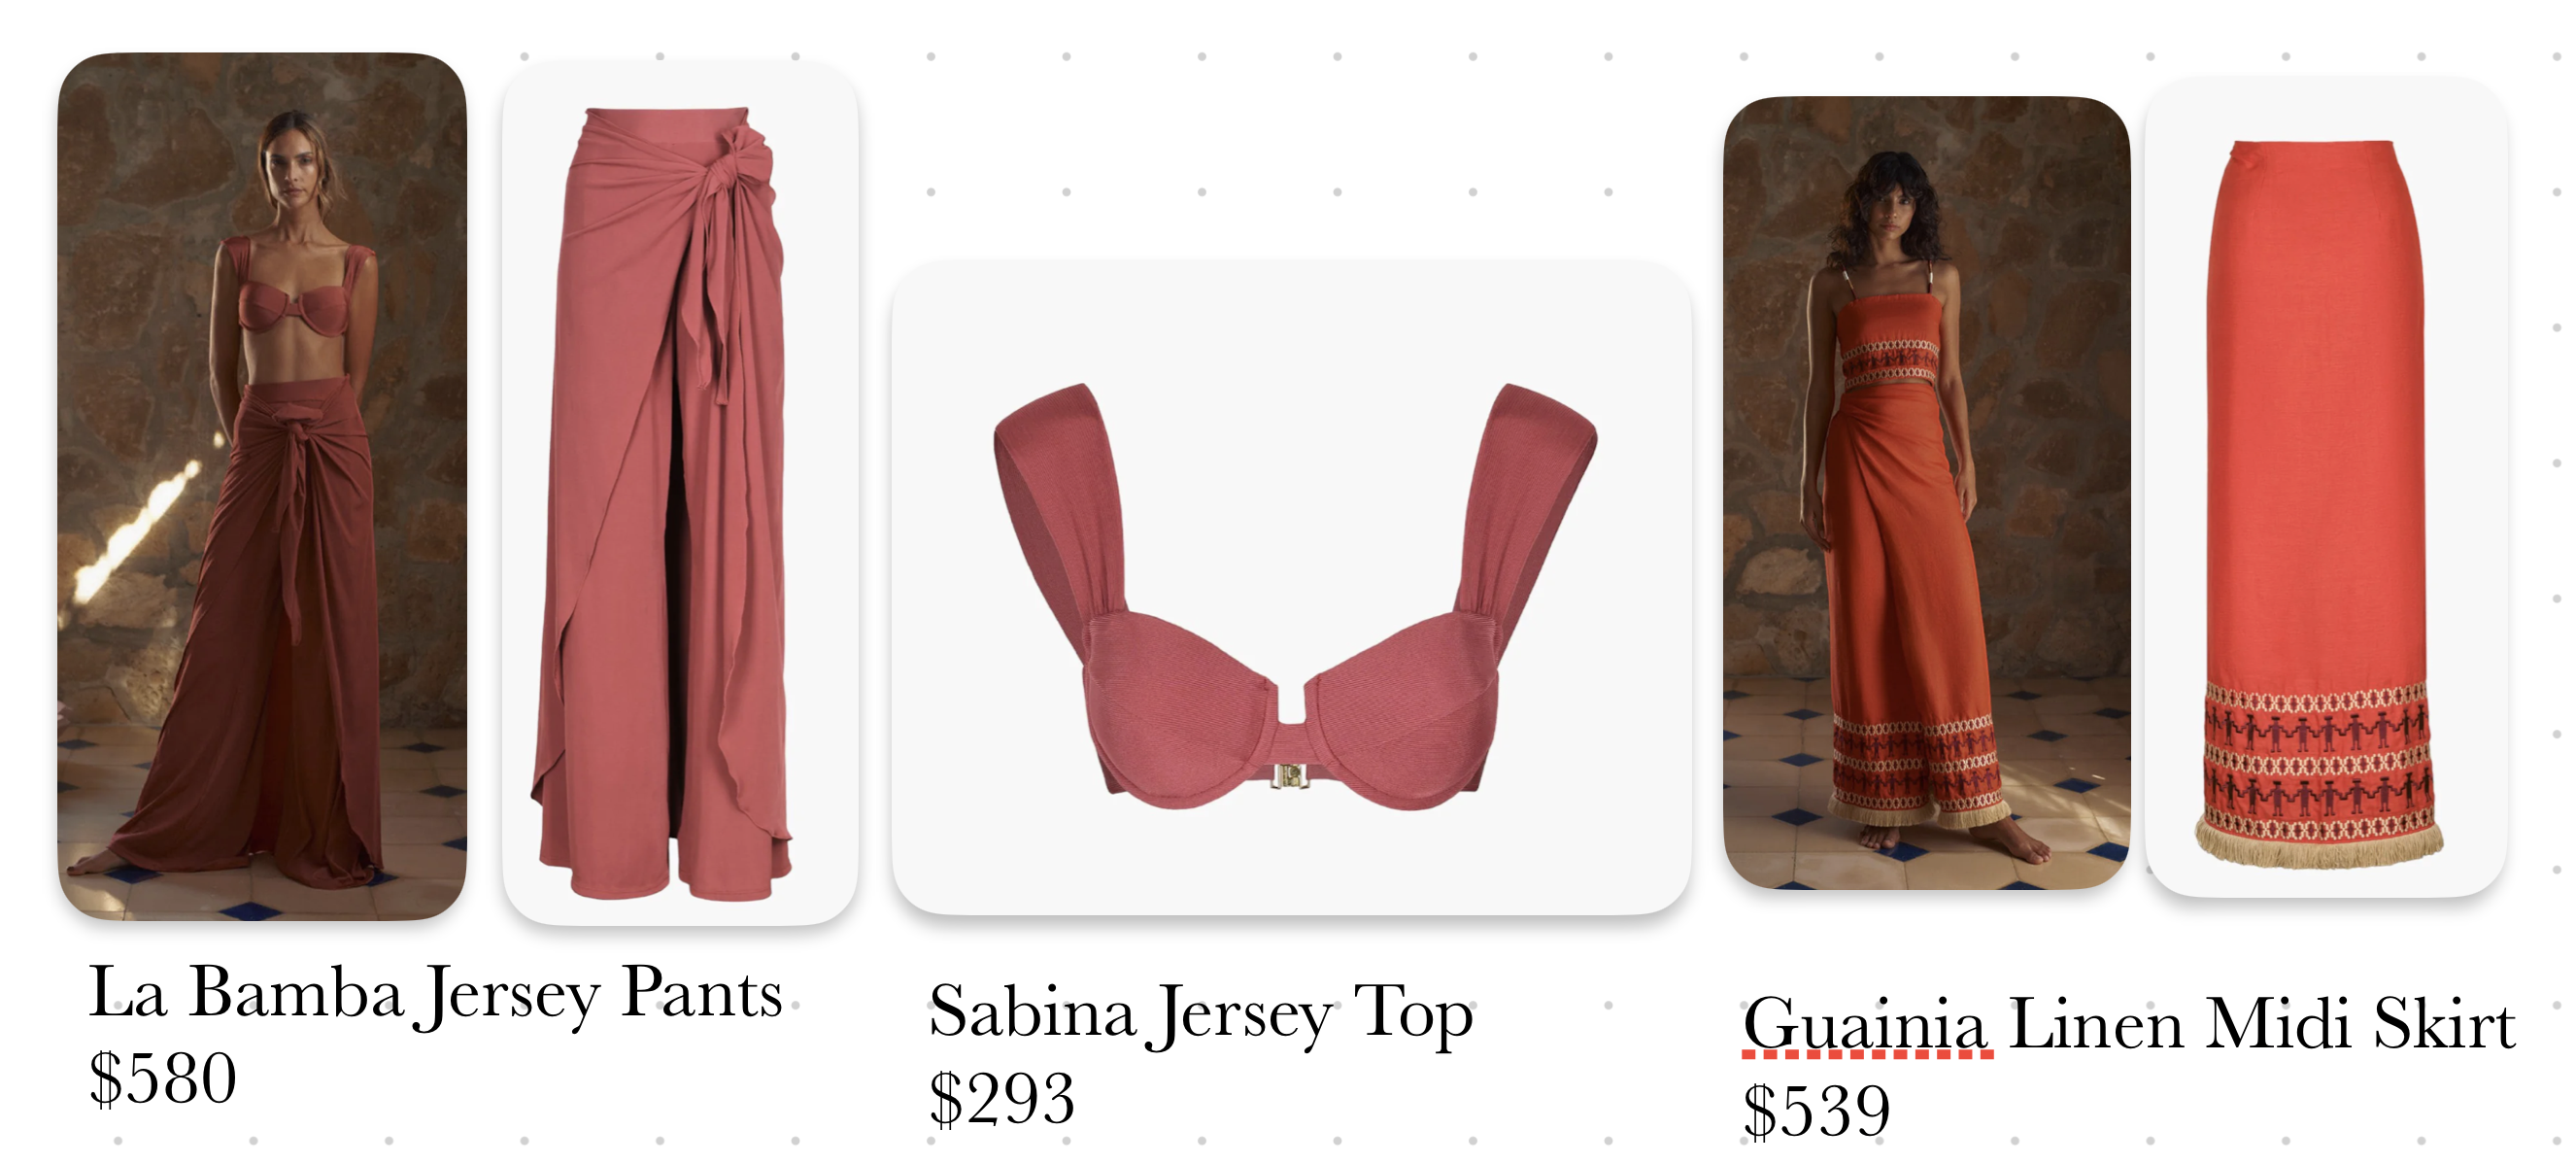 La Bamba Jersey Pants
$580
Sabina Jersey Top
$293
Guainia Linen Midi Skirt
$539